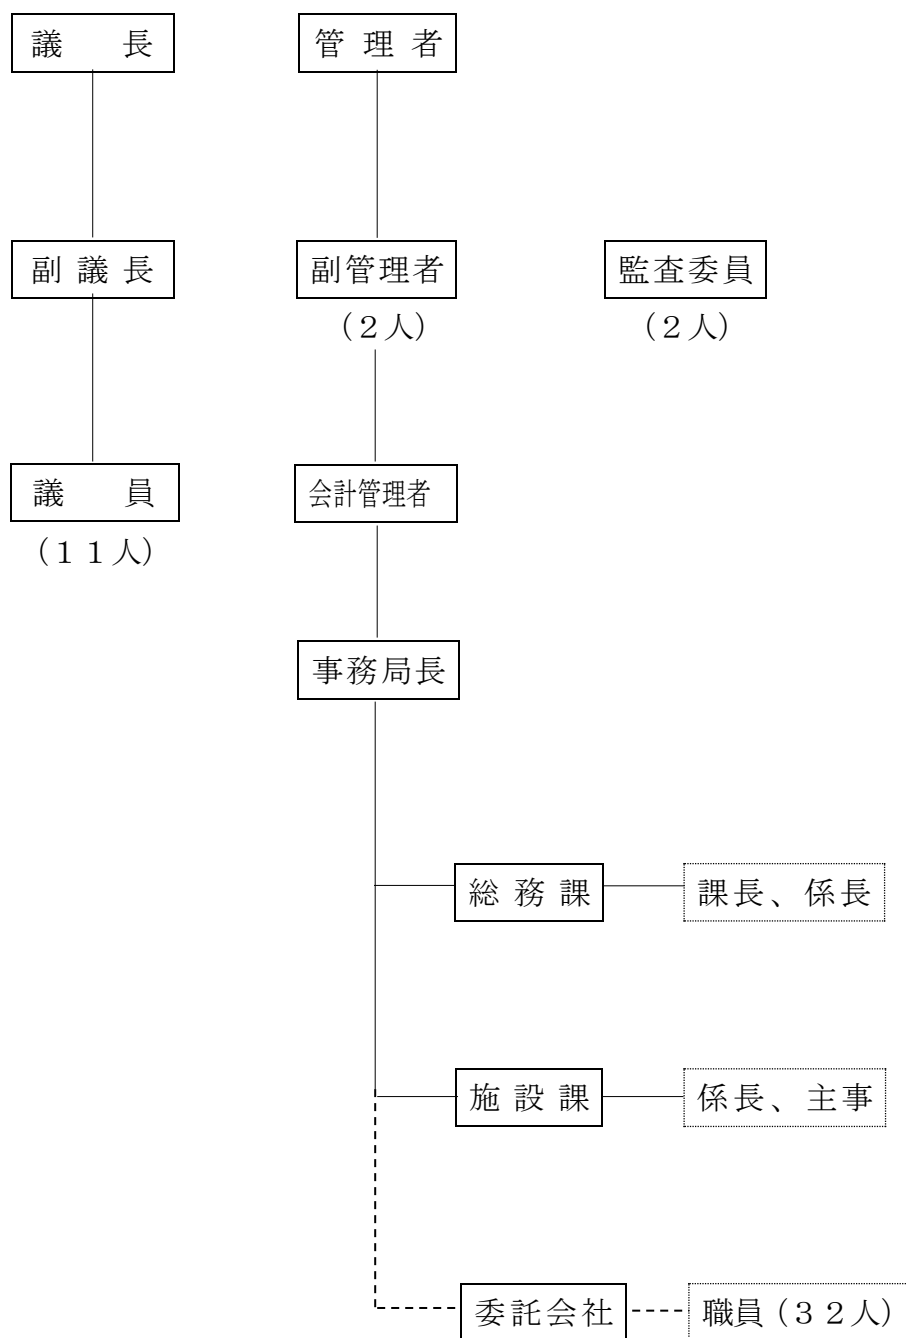 議　　長
管 理 者
副 議 長
副管理者
監査委員
（２人）
（２人）
議　　員
会計管理者
（１１人）
事務局長
総 務 課
課長、係長
施 設 課
係長、主事
委託会社
職員（３２人）